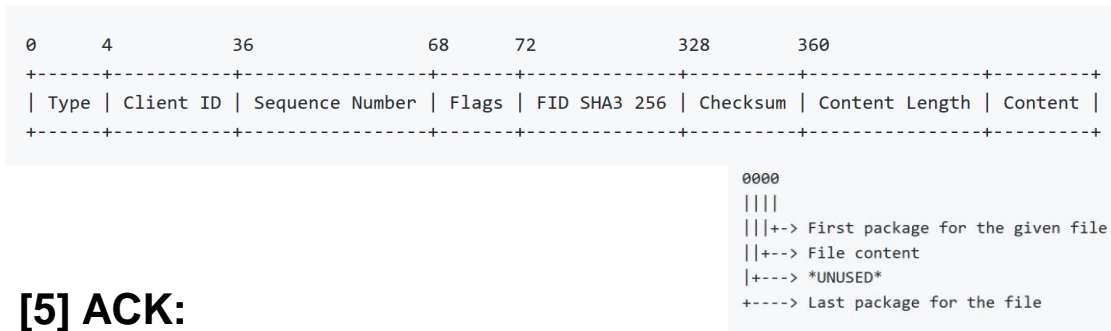 0      4           36                  68      72              328        360
+------+-----------+-----------------+-------+--------------+----------+----------------+---------+
| Type | Client ID | Sequence Number | Flags | FID SHA3 256 | Checksum | Content Length | Content |
+------+-----------+-----------------+-------+--------------+----------+----------------+---------+
0000
||||
|||+-> First package for the given file
||+--> File content
|+---> *UNUSED*
+----> Last package for the file
[5] ACK: